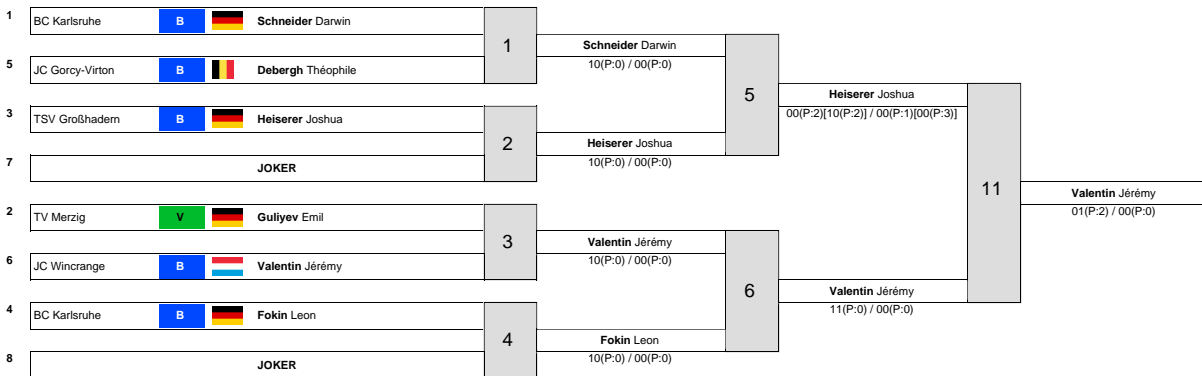 1 BC Karlsruhe B Schneider Darwin
1
Schneider Darwin
10(P:0) / 00(P:0)
5 JC Gorcy-Virton B Debergh Théophile
5
Heiserer Joshua
00(P:2)[10(P:2)] / 00(P:1)[00(P:3)]
3 TSV Großhadern B Heiserer Joshua
2
Heiserer Joshua
10(P:0) / 00(P:0)
7 JOKER
11
Valentin Jérémy
01(P:2) / 00(P:0)
2 TV Merzig V Guliyev Emil
3
Valentin Jérémy
10(P:0) / 00(P:0)
6 JC Wincrange B Valentin Jérémy
6
Valentin Jérémy
11(P:0) / 00(P:0)
4 BC Karlsruhe B Fokin Leon
4
Fokin Leon
10(P:0) / 00(P:0)
8 JOKER